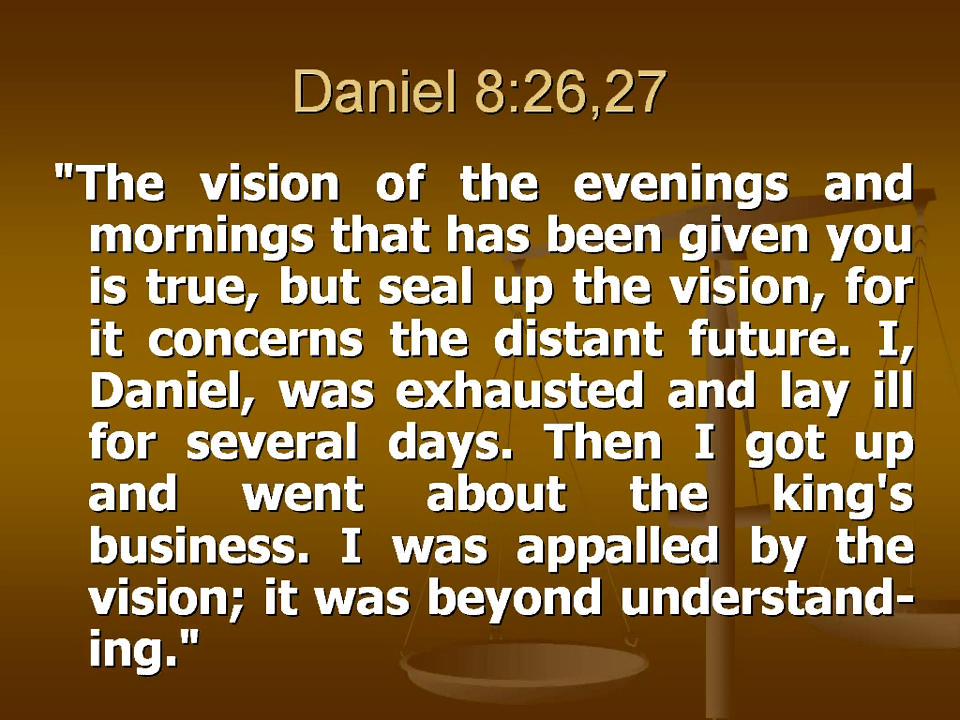 Daniel 8:26,27
"The vision of the evenings and
mornings that has been given you
is true, but seal up the vision, for
it concerns the distant future. I,
Daniel, was exhausted and lay ill
for several days. Then I got up
and went about the king's
business. I was appalled by the
vision; it was beyond understand-
ing."